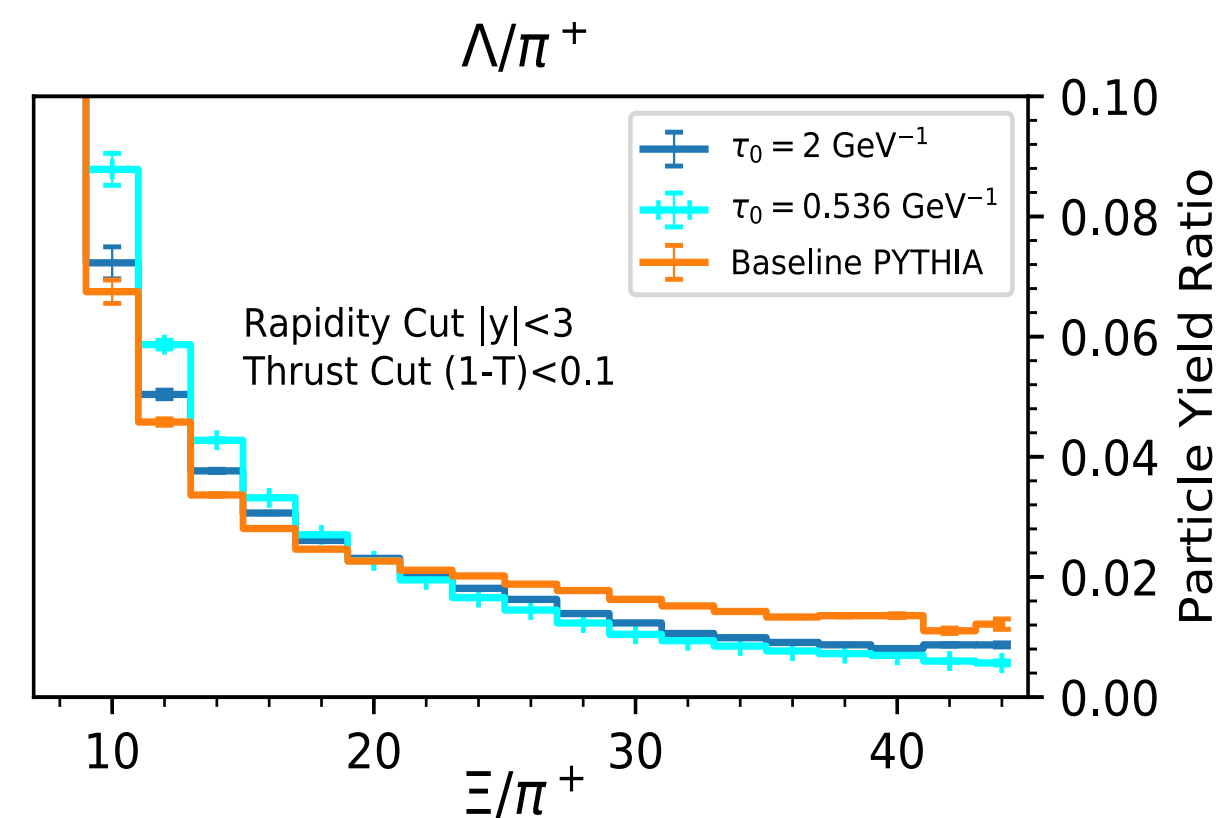 Λ/π⁺
0.10
0.08
0.06
0.04
0.02
0.00
Particle Yield Ratio
τ₀ = 2 GeV⁻¹
τ₀ = 0.536 GeV⁻¹
Baseline PYTHIA
Rapidity Cut |y|<3
Thrust Cut (1-T)<0.1
10 20 30 40
Ξ/π⁺